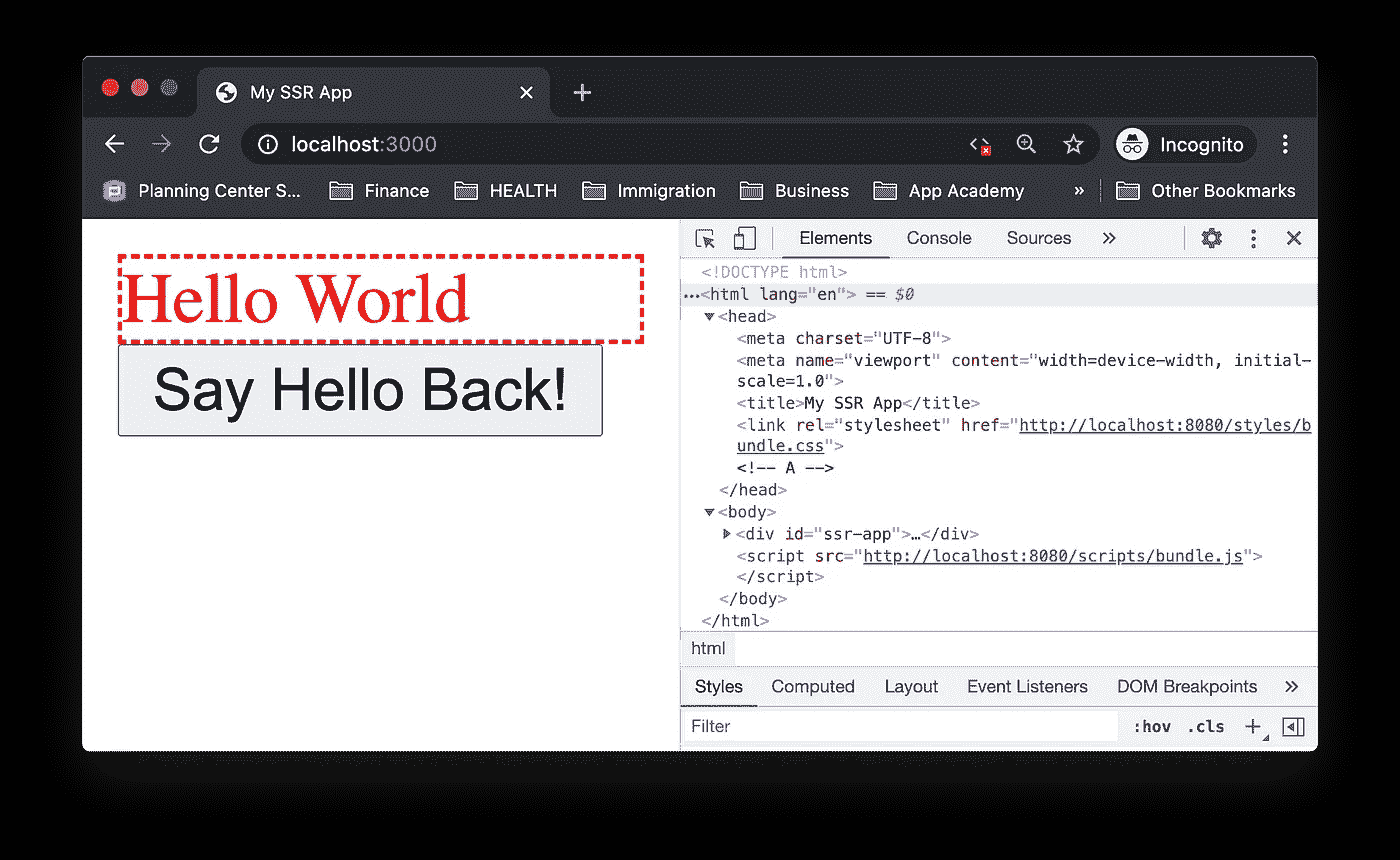 My SSR App
localhost:3000
Incognito
Planning Center S...
Finance
HEALTH
Immigration
Business
App Academy
»
Other Bookmarks
Hello World
Say Hello Back!
Elements
Console
Sources
»
<!DOCTYPE html>
…<html lang="en"> == $0
<head>
<meta charset="UTF-8">
<meta name="viewport" content="width=device-width, initial-
scale=1.0">
<title>My SSR App</title>
<link rel="stylesheet" href="http://localhost:8080/styles/b
undle.css">
<!-- A -->
</head>
<body>
<div id="ssr-app">…</div>
<script src="http://localhost:8080/scripts/bundle.js">
</script>
</body>
</html>
html
Styles
Computed
Layout
Event Listeners
DOM Breakpoints
»
Filter
:hov
.cls